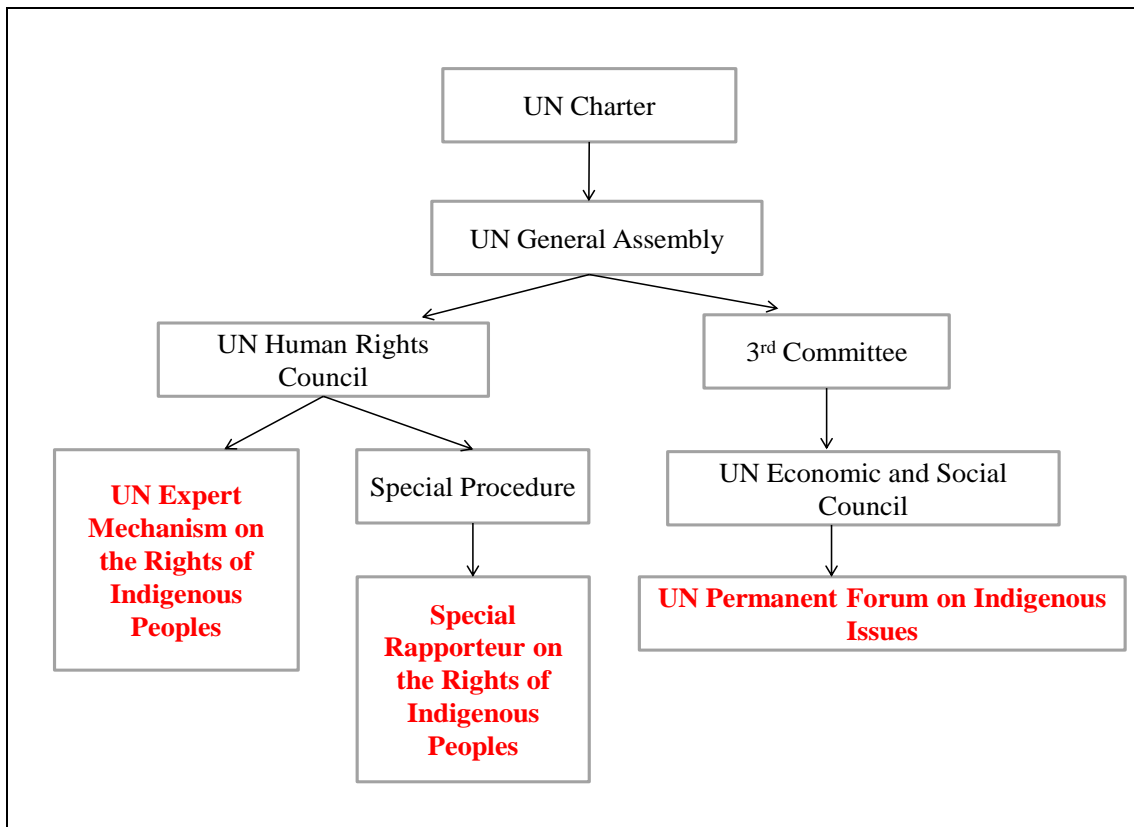 UN Charter
UN General Assembly
UN Human Rights
Council
3rd Committee
UN Expert
Mechanism on
the Rights of
Indigenous
Peoples
Special Procedure
UN Economic and Social
Council
Special
Rapporteur on
the Rights of
Indigenous
Peoples
UN Permanent Forum on Indigenous
Issues